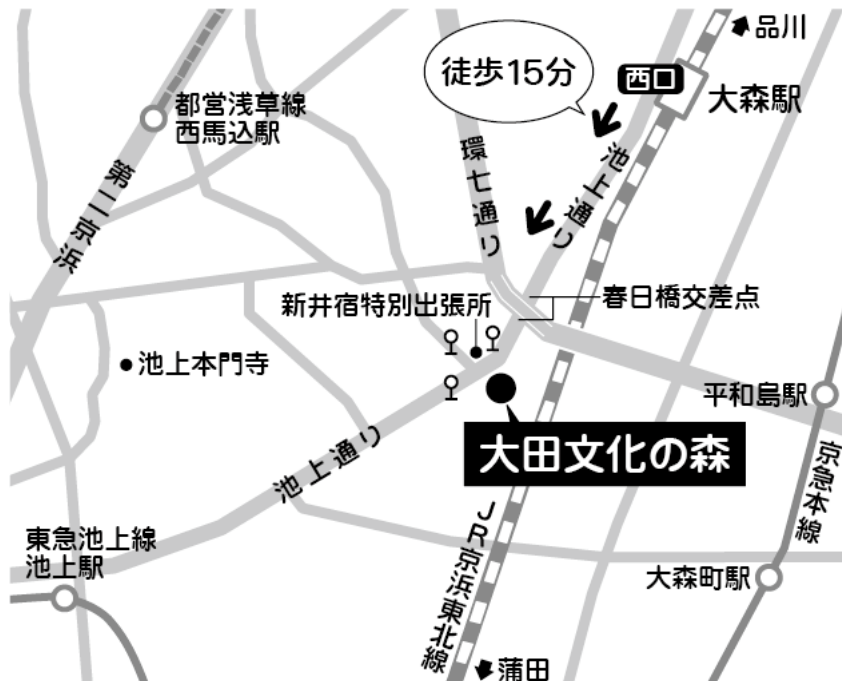 品川
徒歩15分
西口
大森駅
都営浅草線
西馬込駅
第二京浜
環七通り
池上通り
新井宿特別出張所
春日橋交差点
池上本門寺
平和島駅
大田文化の森
池上通り
京急本線
JR京浜東北線
東急池上線
池上駅
大森町駅
蒲田